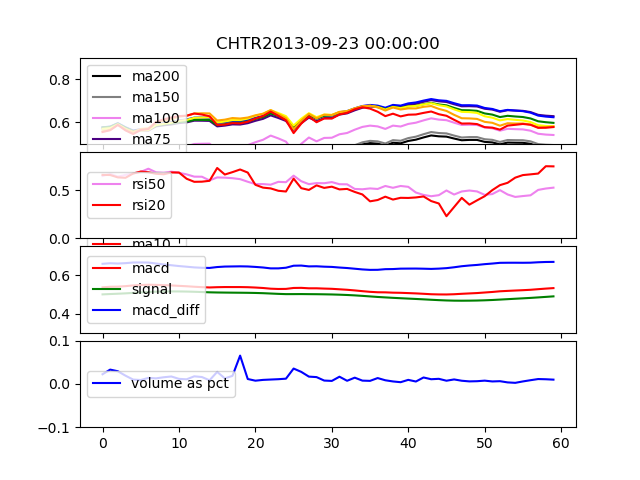 CHTR2013-09-23 00:00:00
0.8
0.6
ma200
ma150
ma100
ma75
0.5
0.0
rsi50
rsi20
ma10
0.6
0.4
macd
signal
macd_diff
0.1
0.0
−0.1
volume as pct
0 10 20 30 40 50 60